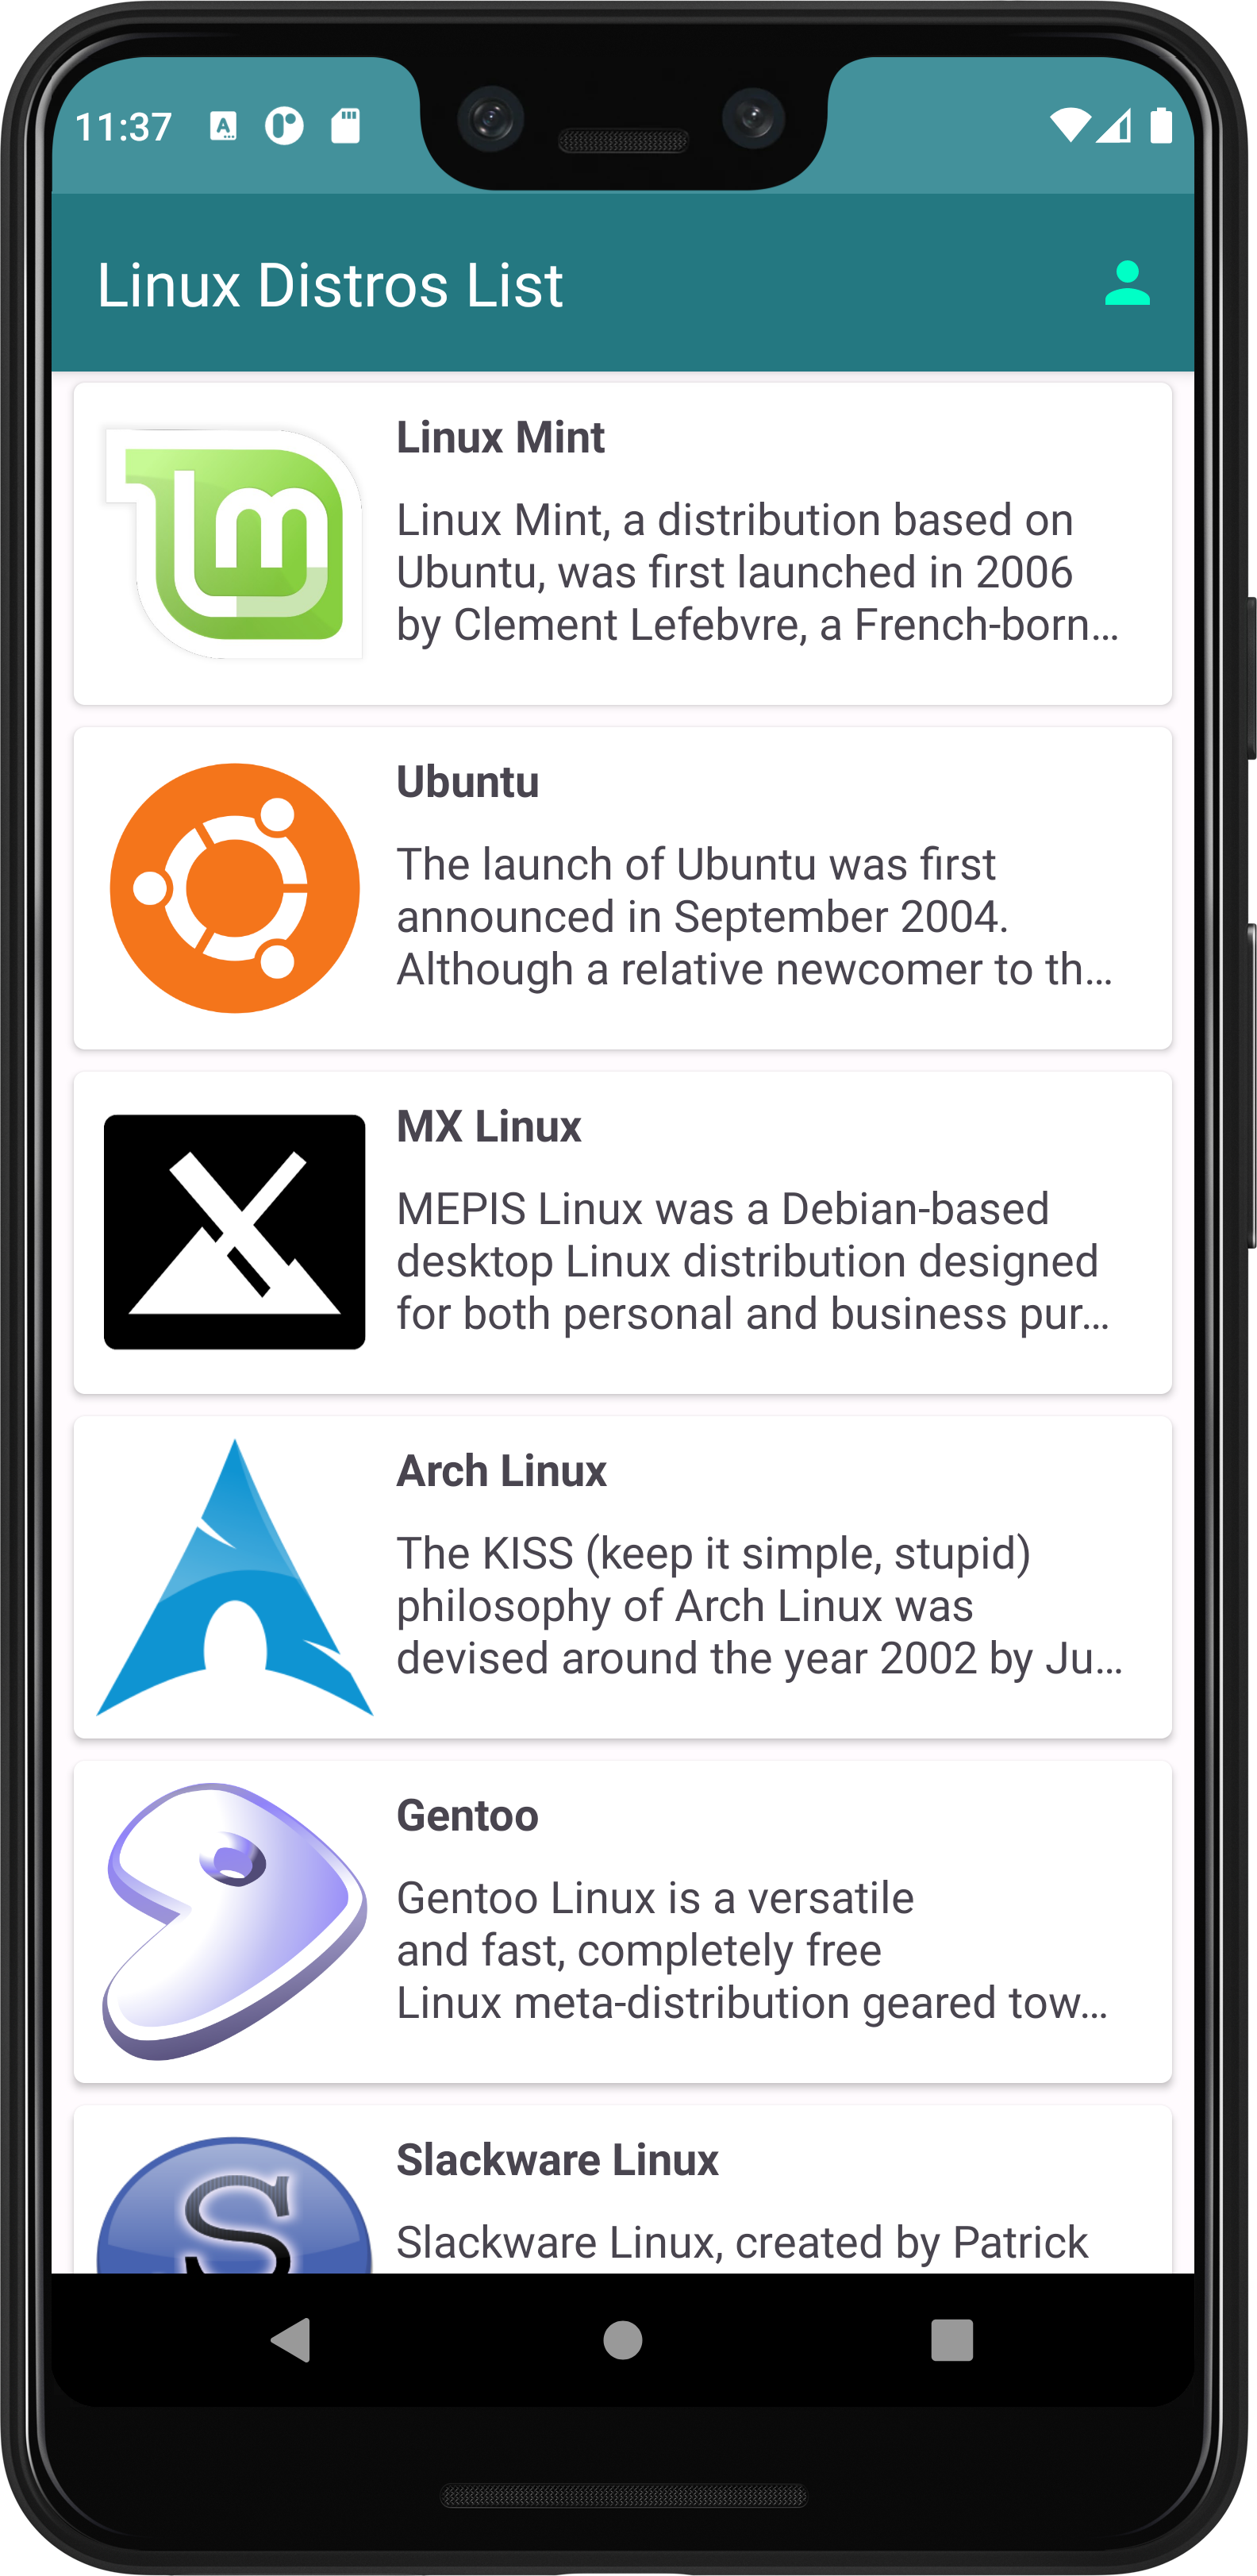 11:37
Linux Distros List
Linux Mint
Linux Mint, a distribution based on
Ubuntu, was first launched in 2006
by Clement Lefebvre, a French-born…
Ubuntu
The launch of Ubuntu was first
announced in September 2004.
Although a relative newcomer to th…
MX Linux
MEPIS Linux was a Debian-based
desktop Linux distribution designed
for both personal and business pur…
Arch Linux
The KISS (keep it simple, stupid)
philosophy of Arch Linux was
devised around the year 2002 by Ju…
Gentoo
Gentoo Linux is a versatile
and fast, completely free
Linux meta-distribution geared tow…
Slackware Linux
Slackware Linux, created by Patrick